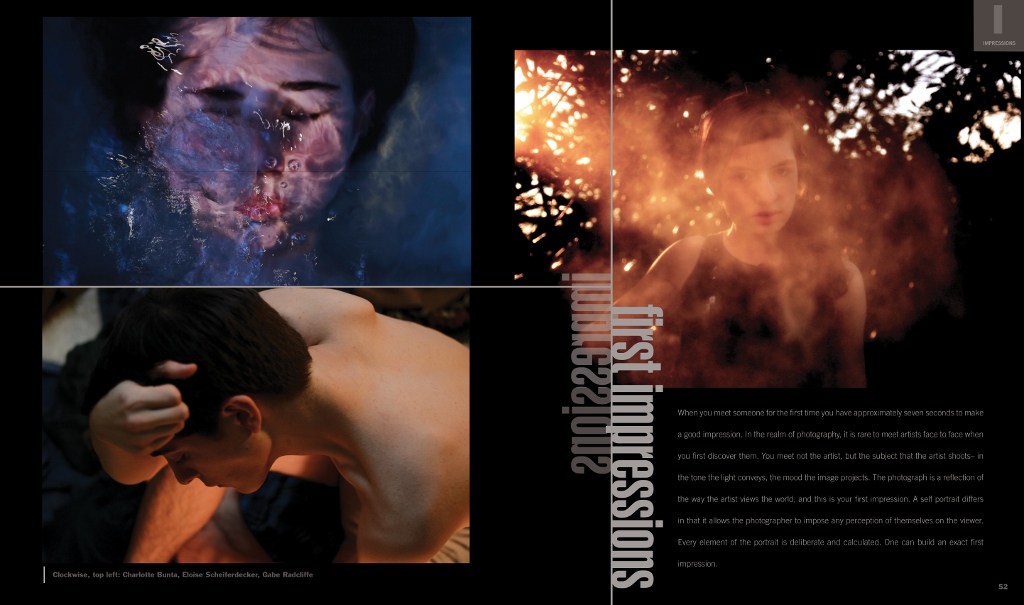 I
IMPRESSIONS
impressions
first impressions
When you meet someone for the first time you have approximately seven seconds to make
a good impression. In the realm of photography, it is rare to meet artists face to face when
you first discover them. You meet not the artist, but the subject that the artist shoots– in
the tone the light conveys, the mood the image projects. The photograph is a reflection of
the way the artist views the world, and this is your first impression. A self portrait differs
in that it allows the photographer to impose any perception of themselves on the viewer.
Every element of the portrait is deliberate and calculated. One can build an exact first
impression.
Clockwise, top left: Charlotte Bunta, Eloise Scheiferdecker, Gabe Radcliffe
52